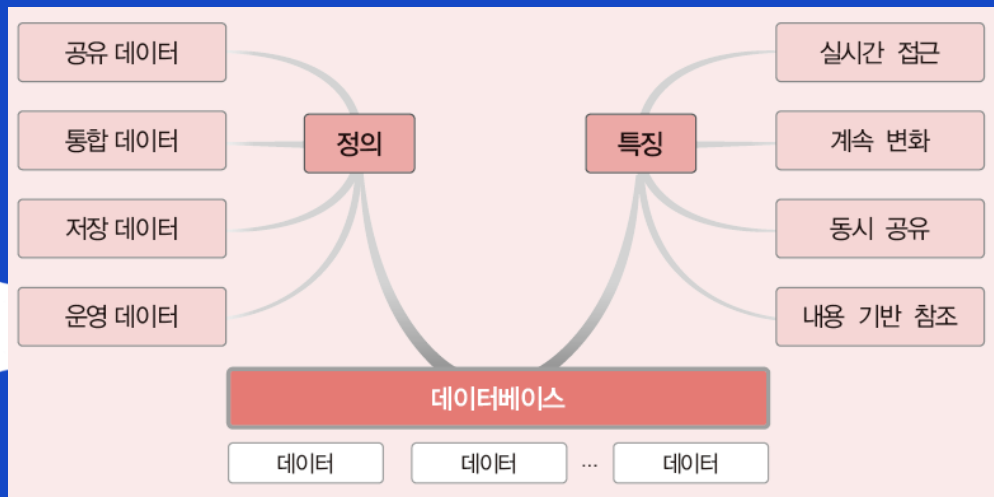 공유 데이터
통합 데이터
저장 데이터
운영 데이터
정의
특징
실시간 접근
계속 변화
동시 공유
내용 기반 참조
데이터베이스
데이터
데이터
...
데이터